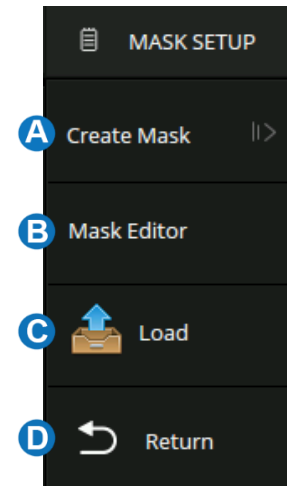 MASK SETUP
A Create Mask
B Mask Editor
C Load
D Return